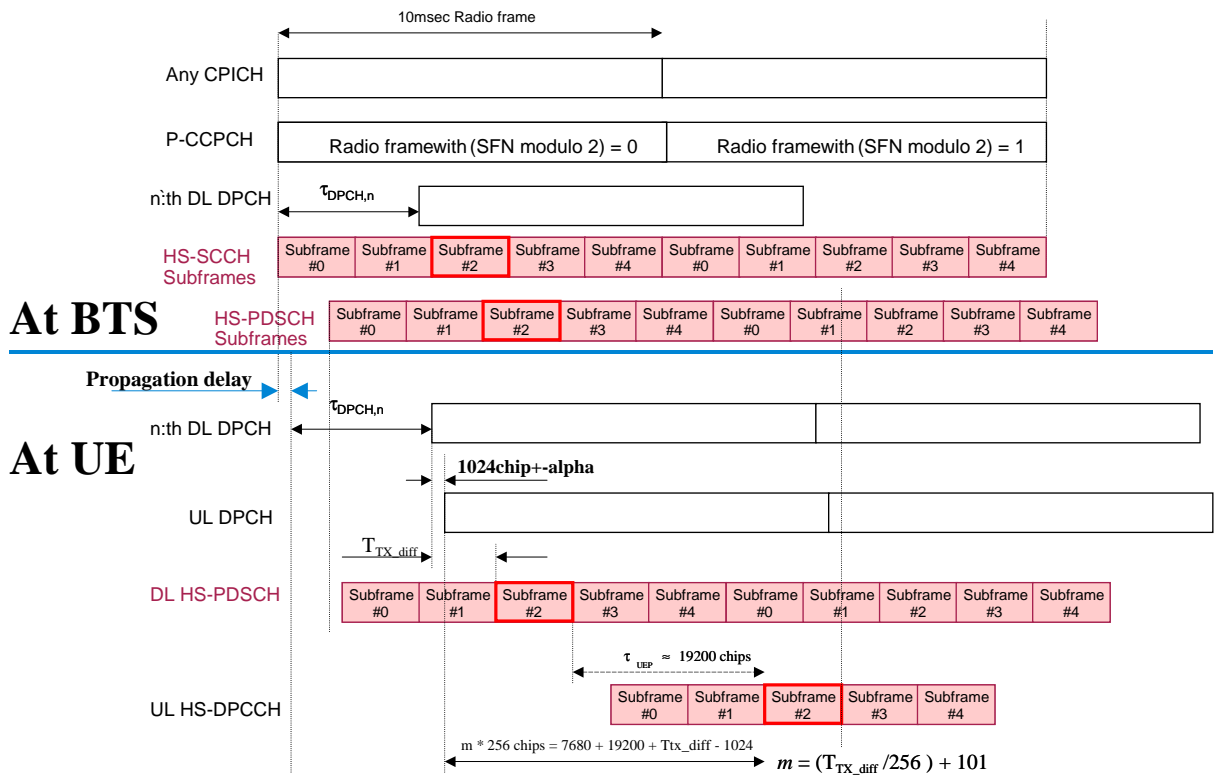 10msec Radio frame
Any CPICH
P-CCPCH
Radio framewith (SFN modulo 2) = 0
Radio framewith (SFN modulo 2) = 1
n`:th DL DPCH
τDPCH,n
HS-SCCH
Subframes
Subframe #0
Subframe #1
Subframe #2
Subframe #3
Subframe #4
Subframe #0
Subframe #1
Subframe #2
Subframe #3
Subframe #4
At BTS
HS-PDSCH
Subframes
Subframe #0
Subframe #1
Subframe #2
Subframe #3
Subframe #4
Subframe #0
Subframe #1
Subframe #2
Subframe #3
Subframe #4
Propagation delay
τDPCH,n
n:th DL DPCH
At UE
1024chip+-alpha
UL DPCH
TTX_diff
DL HS-PDSCH
Subframe #0
Subframe #1
Subframe #2
Subframe #3
Subframe #4
Subframe #0
Subframe #1
Subframe #2
Subframe #3
Subframe #4
τ UEP ≈ 19200 chips
UL HS-DPCCH
Subframe #0
Subframe #1
Subframe #2
Subframe #3
Subframe #4
m * 256 chips = 7680 + 19200 + Ttx_diff - 1024
m = (TTX_diff /256 ) + 101